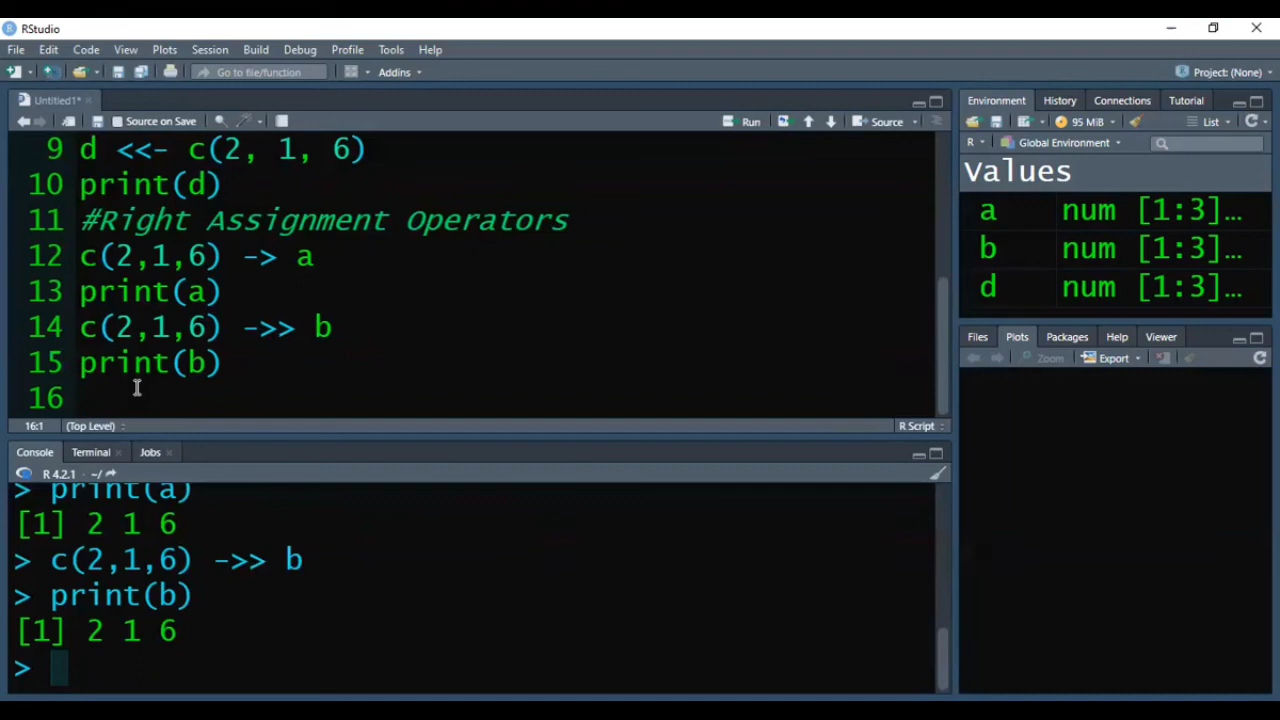 RStudio
File Edit Code View Plots Session Build Debug Profile Tools Help
Go to file/function Addins Project: (None)
Untitled1*
Source on Save Run Source
9 d <<- c(2, 1, 6)
10 print(d)
11 #Right Assignment Operators
12 c(2,1,6) -> a
13 print(a)
14 c(2,1,6) ->> b
15 print(b)
16
16:1 (Top Level) R Script
Console Terminal Jobs
R 4.2.1 · ~/
> print(a)
[1] 2 1 6
> c(2,1,6) ->> b
> print(b)
[1] 2 1 6
>
Environment History Connections Tutorial
95 MiB List
R Global Environment
Values
a num [1:3]…
b num [1:3]…
d num [1:3]…
Files Plots Packages Help Viewer
Zoom Export